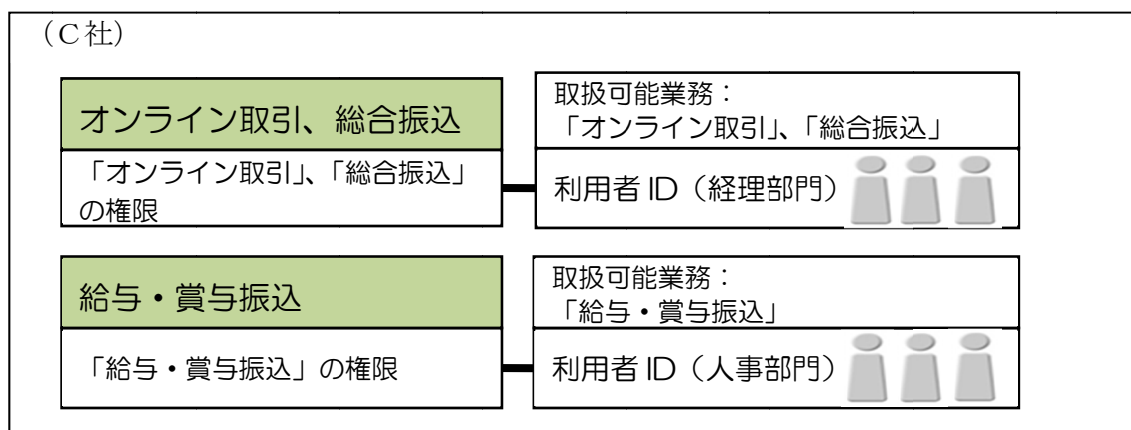 （C社）
オンライン取引、総合振込
「オンライン取引」、「総合振込」
の権限
取扱可能業務：
「オンライン取引」、「総合振込」
利用者 ID（経理部門）
給与・賞与振込
「給与・賞与振込」の権限
取扱可能業務：
「給与・賞与振込」
利用者 ID（人事部門）